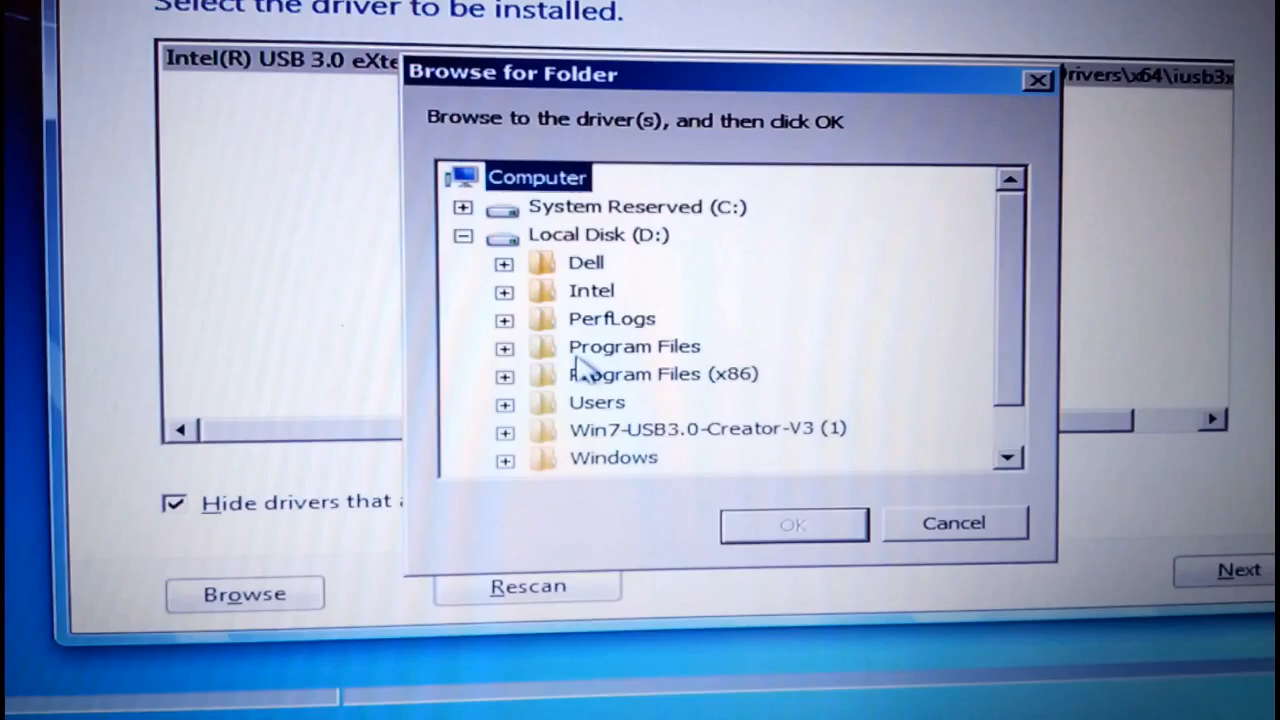 Select the driver to be installed.
Intel(R) USB 3.0 eXte
rivers\x64\iusb3x
Browse for Folder
Browse to the driver(s), and then click OK
Computer
System Reserved (C:)
Local Disk (D:)
Dell
Intel
PerfLogs
Program Files
Program Files (x86)
Users
Win7-USB3.0-Creator-V3 (1)
Windows
OK
Cancel
Hide drivers that
Browse
Rescan
Next